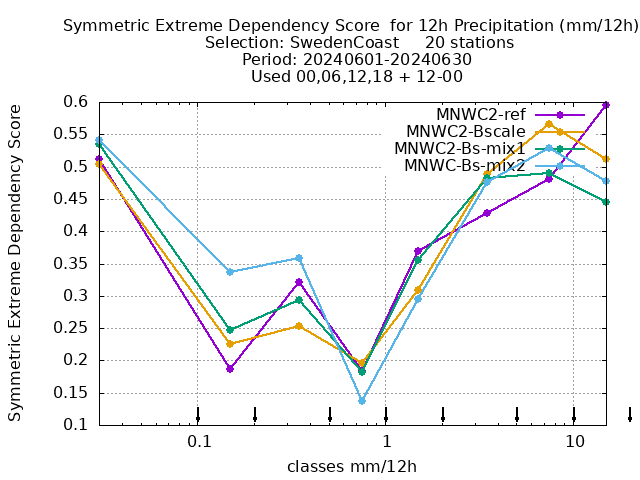 Symmetric Extreme Dependency Score  for 12h Precipitation (mm/12h)
Selection: SwedenCoast     20 stations
Period: 20240601-20240630
Used 00,06,12,18 + 12-00
Symmetric Extreme Dependency Score
0.6
0.55
0.5
0.45
0.4
0.35
0.3
0.25
0.2
0.15
0.1
MNWC2-ref
MNWC2-Bscale
MNWC2-Bs-mix1
MNWC-Bs-mix2
0.1 1 10
classes mm/12h